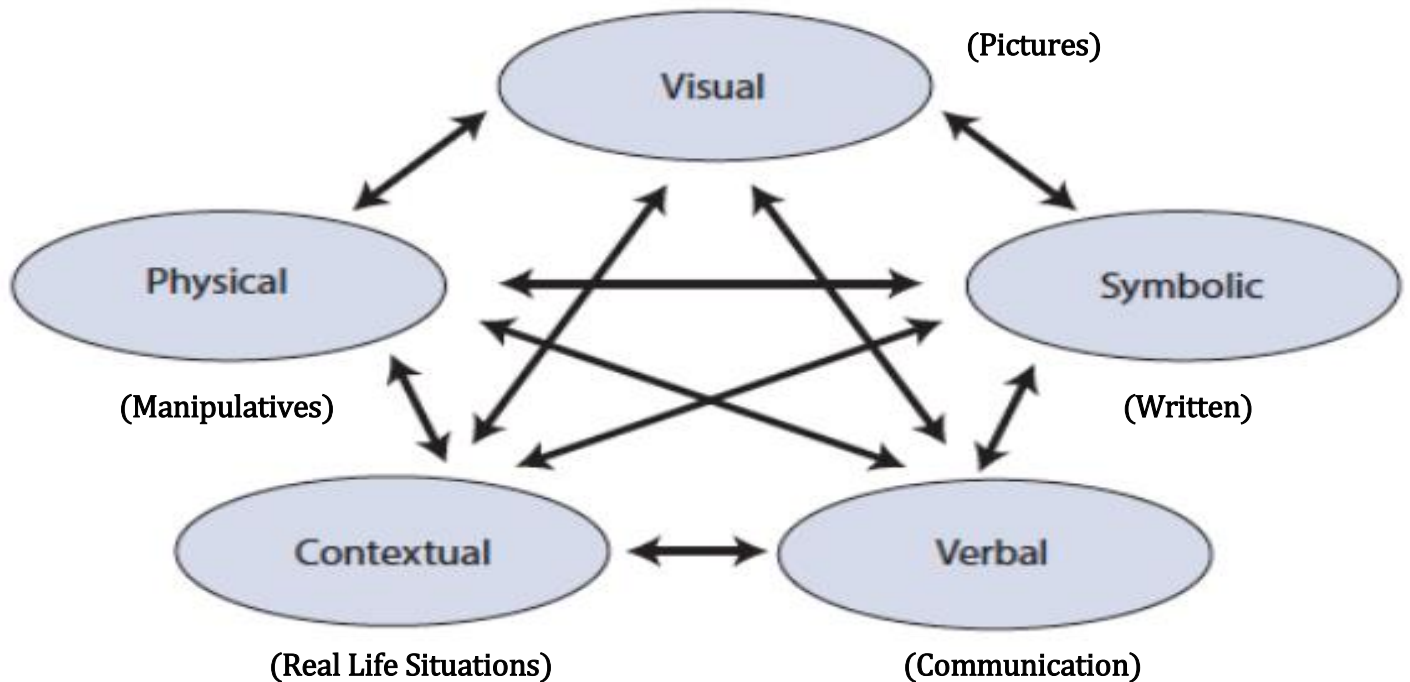 Visual
(Pictures)
Physical
(Manipulatives)
Symbolic
(Written)
Contextual
(Real Life Situations)
Verbal
(Communication)